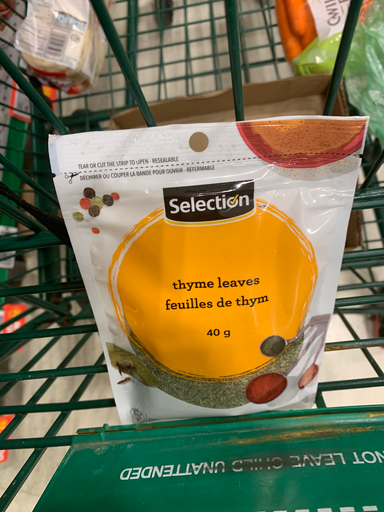 TEAR OR CUT THE STRIP TO OPEN - RESEALABLE
DÉCHIRER OU COUPER LA BANDE POUR OUVRIR - REFERMABLE
Selection
thyme leaves
feuilles de thym
40 g
NOT LEAVE CHILD UNATTENDED